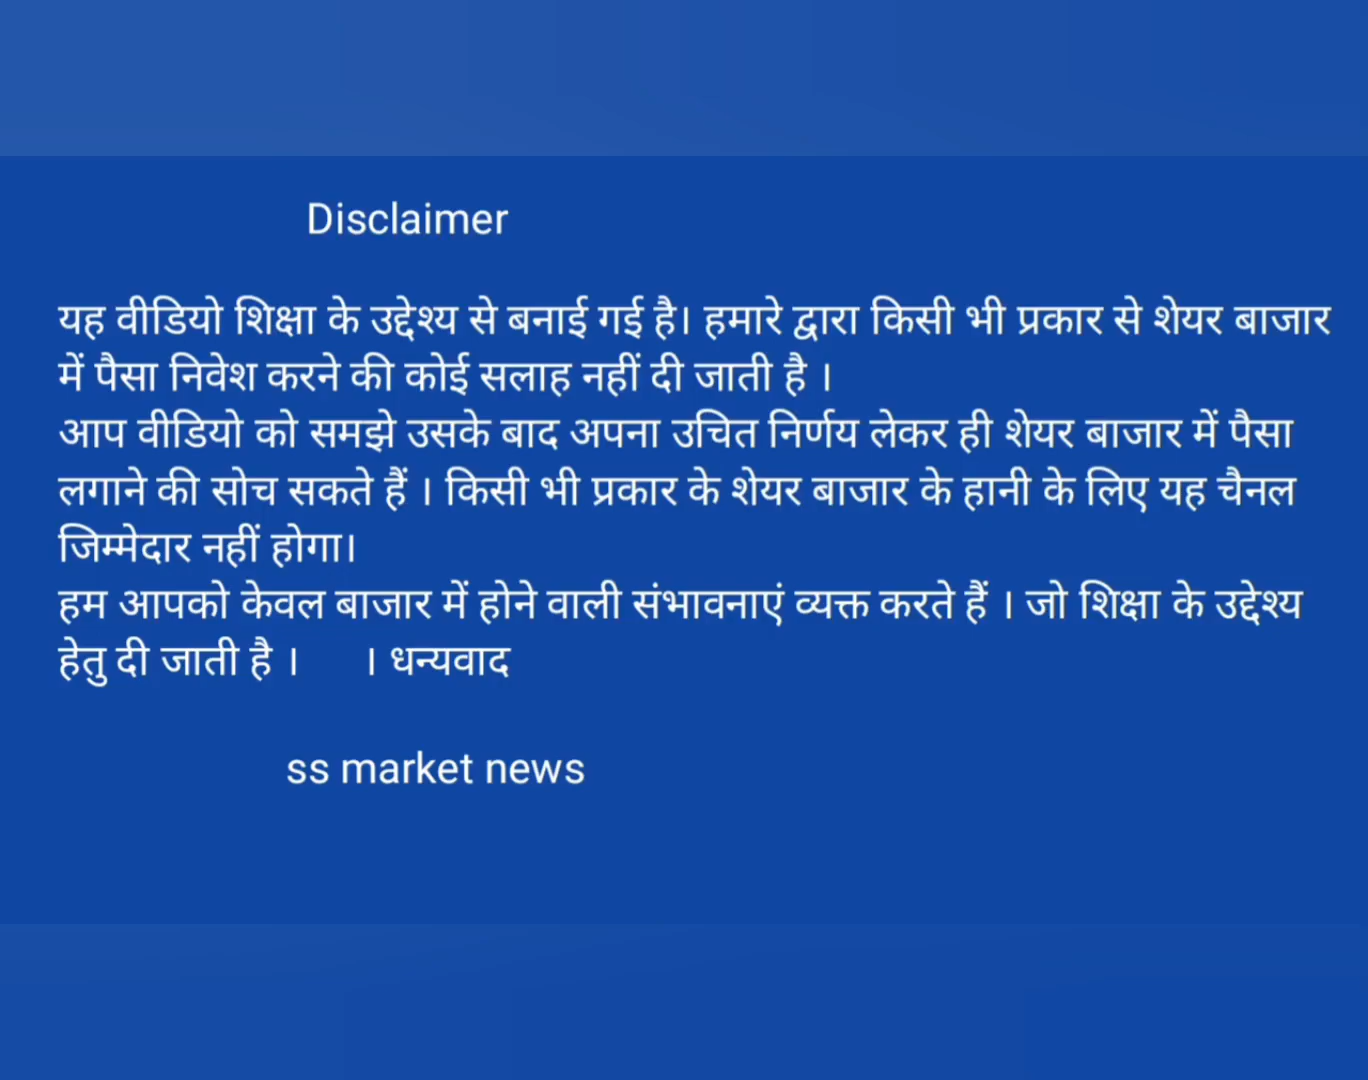 Disclaimer
यह वीडियो शिक्षा के उद्देश्य से बनाई गई है। हमारे द्वारा किसी भी प्रकार से शेयर बाजार
में पैसा निवेश करने की कोई सलाह नहीं दी जाती है ।
आप वीडियो को समझे उसके बाद अपना उचित निर्णय लेकर ही शेयर बाजार में पैसा
लगाने की सोच सकते हैं । किसी भी प्रकार के शेयर बाजार के हानी के लिए यह चैनल
जिम्मेदार नहीं होगा।
हम आपको केवल बाजार में होने वाली संभावनाएं व्यक्त करते हैं । जो शिक्षा के उद्देश्य
हेतु दी जाती है । । धन्यवाद
ss market news